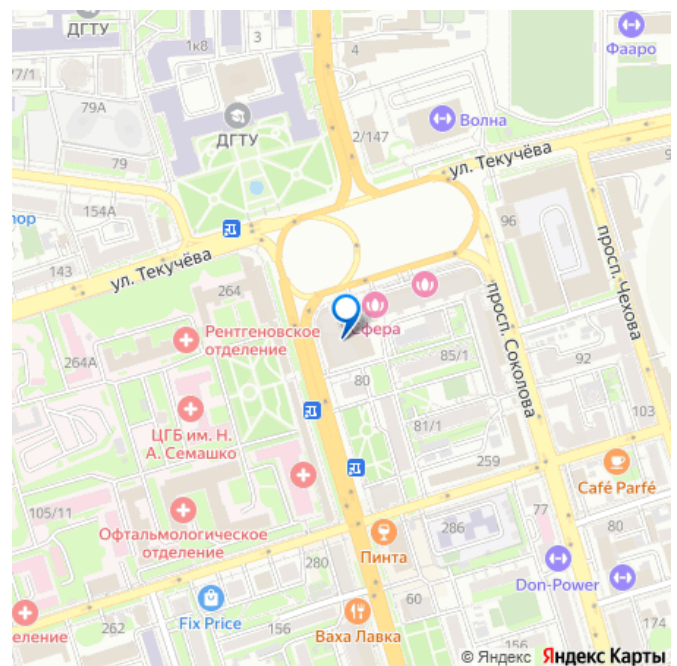 ДГТУ
1к8
3
4
Фааро
79А
ДГТУ
2/147
Волна
79
ул. Текучёва
154А
96
143
ул. Текучёва
264
просп. Чехова
просп. Соколова
Рентгеновское
отделение
264А
85/1
92
80
ЦГБ им. Н.
А. Семашко
81/1
103
259
Café Parfé
105/11
Офтальмологическое
отделение
286
77
80
280
Пинта
Don-Power
Fix Price
60
262
156
Ваха Лавка
156
174
© Яндекс Яндекс Карты